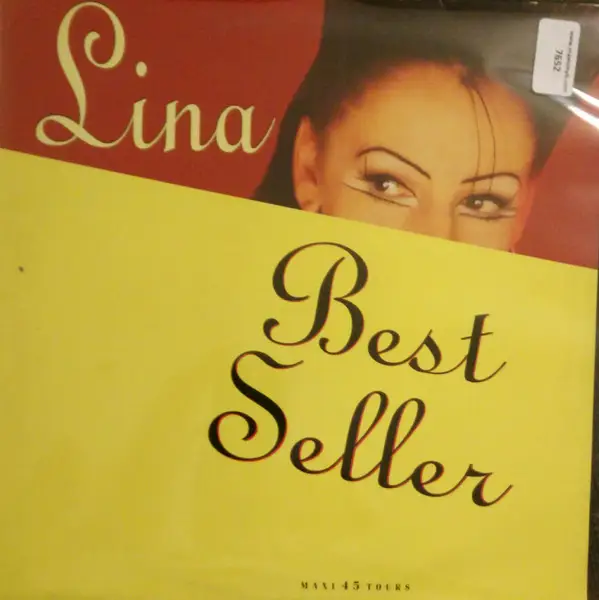 Lina
7652
Best
Seller
MAXI 45 TOURS